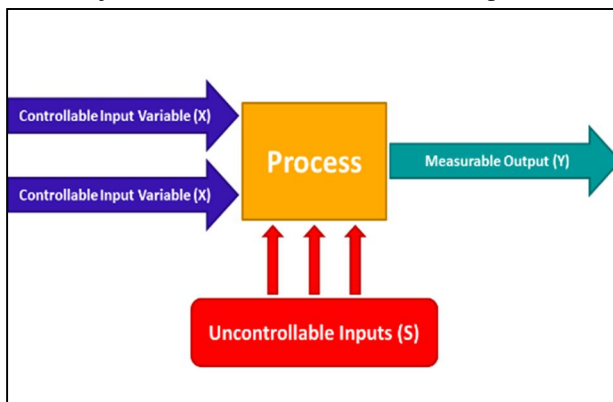 Controllable Input Variable (X)
Process
Measurable Output (Y)
Controllable Input Variable (X)
Uncontrollable Inputs (S)